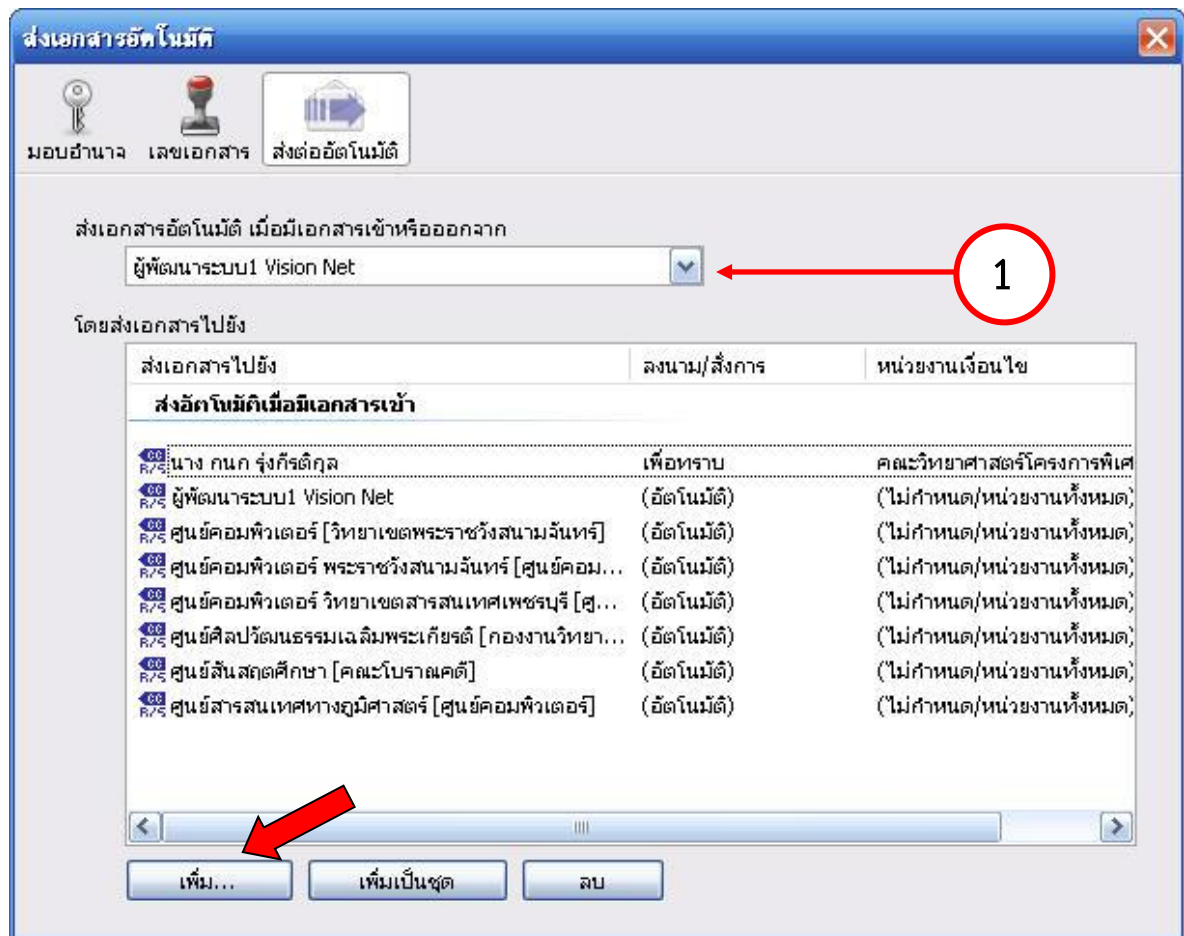 ส่งเอกสารอัตโนมัติ
มอบอำนาจ เลขเอกสาร ส่งต่ออัตโนมัติ
ส่งเอกสารอัตโนมัติ เมื่อมีเอกสารเข้าหรือออกจาก
ผู้พัฒนาระบบ1 Vision Net
1
โดยส่งเอกสารไปยัง
ส่งเอกสารไปยัง ลงนาม/สั่งการ หน่วยงานเงื่อนไข
ส่งอัตโนมัติเมื่อมีเอกสารเข้า
CC B/S นาง กนก รุ่งกีรติกุล เพื่อทราบ คณะวิทยาศาสตร์โครงการพิเศ
CC B/S ผู้พัฒนาระบบ1 Vision Net (อัตโนมัติ) (ไม่กำหนด/หน่วยงานทั้งหมด)
CC B/S ศูนย์คอมพิวเตอร์ [วิทยาเขตพระราชวังสนามจันทร์] (อัตโนมัติ) (ไม่กำหนด/หน่วยงานทั้งหมด)
CC B/S ศูนย์คอมพิวเตอร์ พระราชวังสนามจันทร์ [ศูนย์คอม... (อัตโนมัติ) (ไม่กำหนด/หน่วยงานทั้งหมด)
CC B/S ศูนย์คอมพิวเตอร์ วิทยาเขตสารสนเทศเพชรบุรี [ศู... (อัตโนมัติ) (ไม่กำหนด/หน่วยงานทั้งหมด)
CC B/S ศูนย์ศิลปวัฒนธรรมเฉลิมพระเกียรติ [กองงานวิทยา... (อัตโนมัติ) (ไม่กำหนด/หน่วยงานทั้งหมด)
CC B/S ศูนย์สันสกฤตศึกษา [คณะโบราณคดี] (อัตโนมัติ) (ไม่กำหนด/หน่วยงานทั้งหมด)
CC B/S ศูนย์สารสนเทศทางภูมิศาสตร์ [ศูนย์คอมพิวเตอร์] (อัตโนมัติ) (ไม่กำหนด/หน่วยงานทั้งหมด)
เพิ่ม... เพิ่มเป็นชุด ลบ